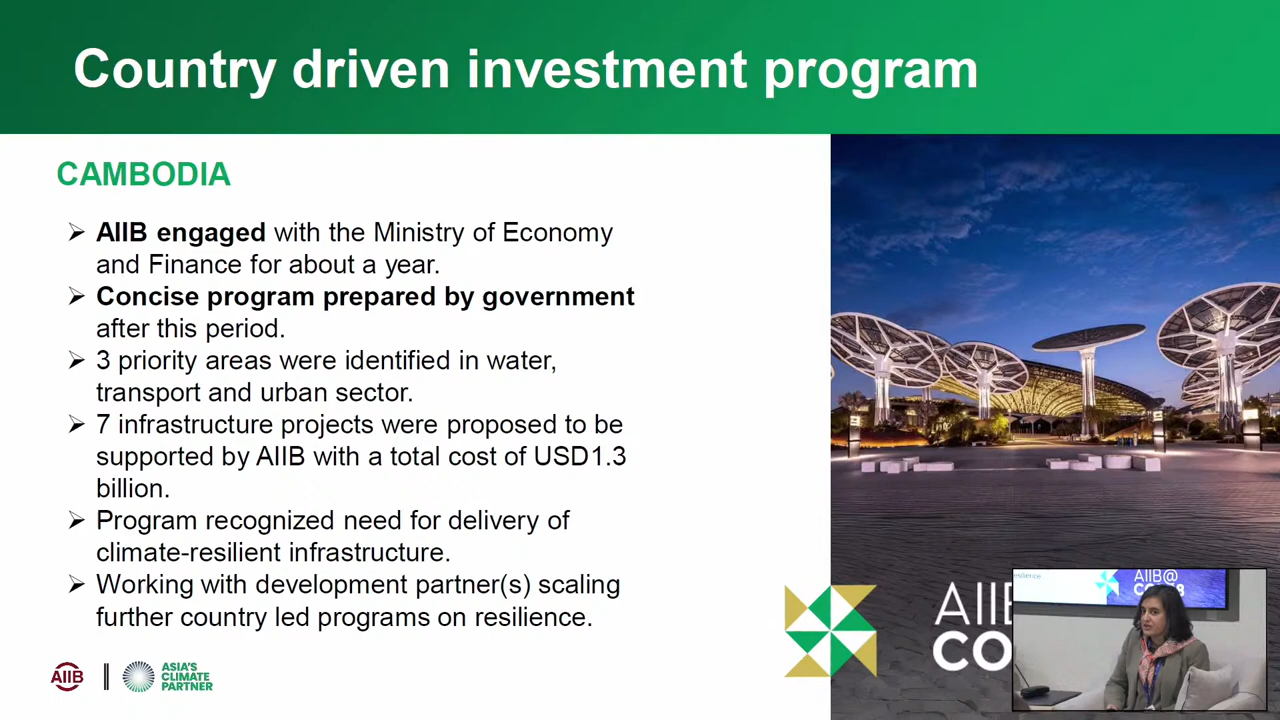 Country driven investment program
CAMBODIA
➢ AIIB engaged with the Ministry of Economy
and Finance for about a year.
➢ Concise program prepared by government
after this period.
➢ 3 priority areas were identified in water,
transport and urban sector.
➢ 7 infrastructure projects were proposed to be
supported by AIIB with a total cost of USD1.3
billion.
➢ Program recognized need for delivery of
climate-resilient infrastructure.
➢ Working with development partner(s) scaling
further country led programs on resilience.
AIIB
ASIA'S
CLIMATE
PARTNER
AII
CO
esilience
AIIB@